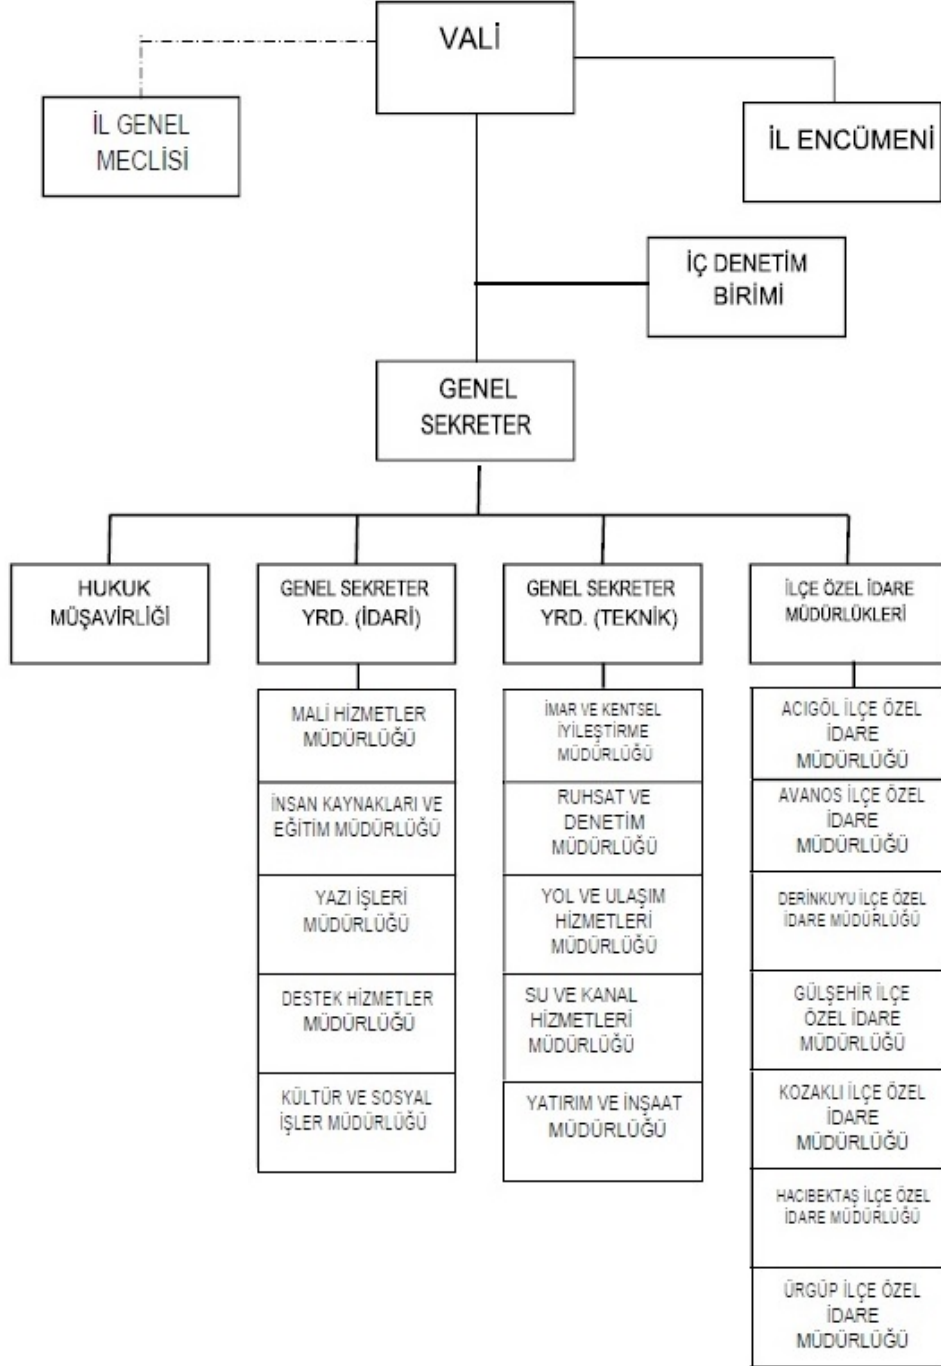 VALİ
İL GENEL
MECLİSİ
İL ENCÜMENİ
İÇ DENETİM
BİRİMİ
GENEL
SEKRETER
HUKUK
MÜŞAVİRLİĞİ
GENEL SEKRETER
YRD. (İDARİ)
GENEL SEKRETER
YRD. (TEKNİK)
İLÇE ÖZEL İDARE
MÜDÜRLÜKLERİ
MALİ HİZMETLER
MÜDÜRLÜĞÜ
İNSAN KAYNAKLARI VE
EĞİTİM MÜDÜRLÜĞÜ
YAZI İŞLERİ
MÜDÜRLÜĞÜ
DESTEK HİZMETLER
MÜDÜRLÜĞÜ
KÜLTÜR VE SOSYAL
İŞLER MÜDÜRLÜĞÜ
İMAR VE KENTSEL
İYİLEŞTİRME
MÜDÜRLÜĞÜ
RUHSAT VE
DENETİM
MÜDÜRLÜĞÜ
YOL VE ULAŞIM
HİZMETLERİ
MÜDÜRLÜĞÜ
SU VE KANAL
HİZMETLERİ
MÜDÜRLÜĞÜ
YATIRIM VE İNŞAAT
MÜDÜRLÜĞÜ
ACIGÖL İLÇE ÖZEL
İDARE
MÜDÜRLÜĞÜ
AVANOS İLÇE ÖZEL
İDARE
MÜDÜRLÜĞÜ
DERİNKUYU İLÇE ÖZEL
İDARE MÜDÜRLÜĞÜ
GÜLŞEHİR İLÇE
ÖZEL İDARE
MÜDÜRLÜĞÜ
KOZAKLI İLÇE ÖZEL
İDARE
MÜDÜRLÜĞÜ
HACIBEKTAŞ İLÇE ÖZEL
İDARE MÜDÜRLÜĞÜ
ÜRGÜP İLÇE ÖZEL
İDARE
MÜDÜRLÜĞÜ